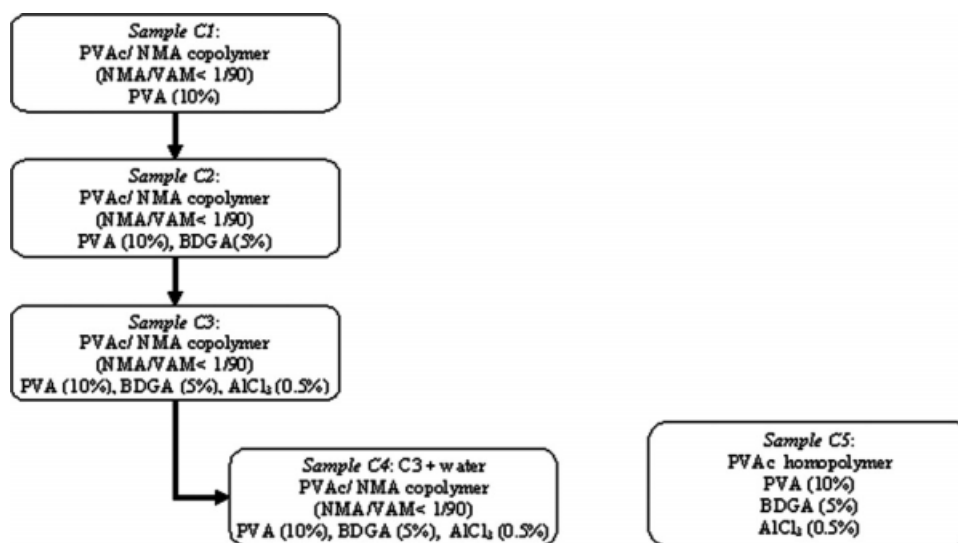 Sample C1:
PVAc/ NMA copolymer
(NMA/VAM< 1/90)
PVA (10%)
Sample C2:
PVAc/ NMA copolymer
(NMA/VAM< 1/90)
PVA (10%), BDGA(5%)
Sample C3:
PVAc/ NMA copolymer
(NMA/VAM< 1/90)
PVA (10%), BDGA (5%), AlCl₃ (0.5%)
Sample C4: C3 + water
PVAc/ NMA copolymer
(NMA/VAM< 1/90)
PVA (10%), BDGA (5%), AlCl₃ (0.5%)
Sample C5:
PVAc homopolymer
PVA (10%)
BDGA (5%)
AlCl₃ (0.5%)